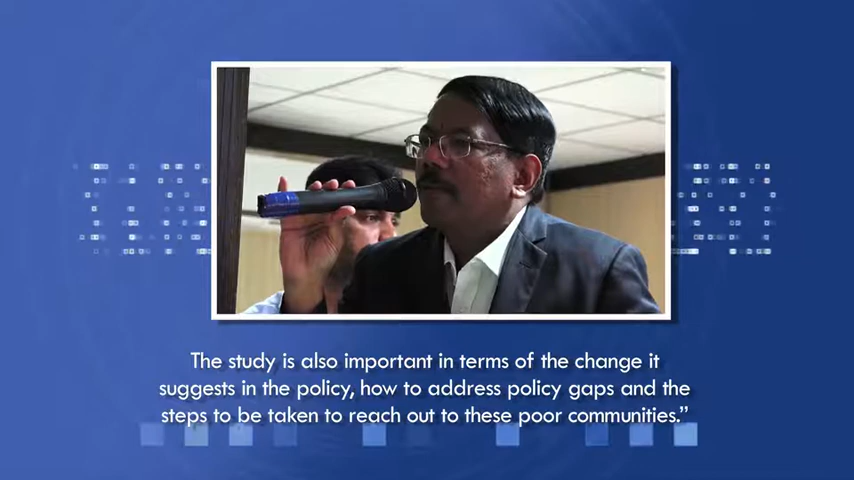 The study is also important in terms of the change it
suggests in the policy, how to address policy gaps and the
steps to be taken to reach out to these poor communities.”